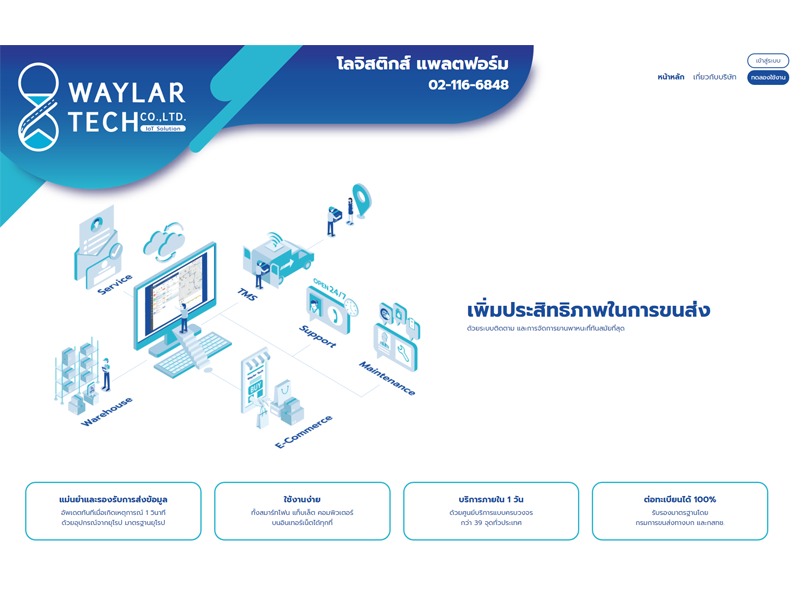 WAYLAR
TECH CO.,LTD.
IoT Solution
โลจิสติกส์ แพลตฟอร์ม
02-116-6848
หน้าหลัก เกี่ยวกับบริษัท
เข้าสู่ระบบ
ทดลองใช้งาน
Service
TMS
OPEN 24/7
Support
Maintenance
Warehouse
BUY
E-Commerce
เพิ่มประสิทธิภาพในการขนส่ง
ด้วยระบบติดตาม และการจัดการยานพาหนะที่ทันสมัยที่สุด
แม่นยำและรองรับการส่งข้อมูล
อัพเดตทันทีเมื่อเกิดเหตุการณ์ 1 วินาที
ด้วยอุปกรณ์จากยุโรป มาตรฐานยุโรป
ใช้งานง่าย
ทั้งสมาร์ทโฟน แท็บเล็ต คอมพิวเตอร์
บนอินเทอร์เน็ตได้ทุกที่
บริการภายใน 1 วัน
ด้วยศูนย์บริการแบบครบวงจร
กว่า 39 จุดทั่วประเทศ
ต่อทะเบียนได้ 100%
รับรองมาตรฐานโดย
กรมการขนส่งทางบก และกสทช.